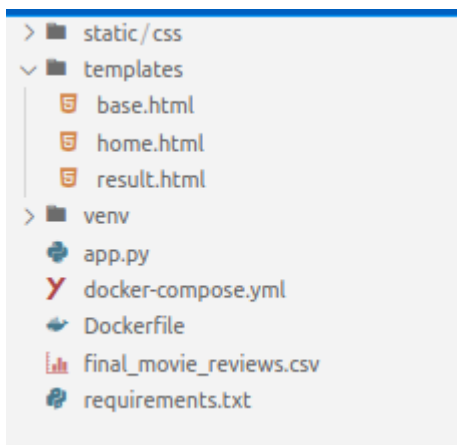 static/css
templates
base.html
home.html
result.html
venv
app.py
docker-compose.yml
Dockerfile
final_movie_reviews.csv
requirements.txt